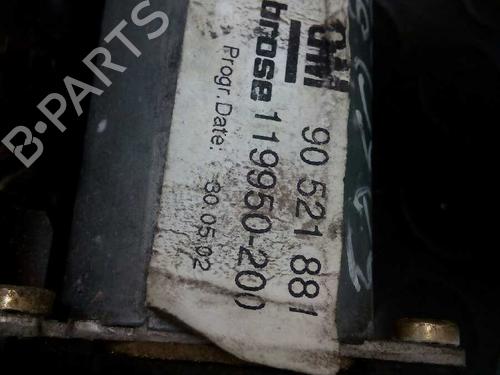 GM
90 521 881
brose 119950-200
Progr.Date: 30.05.02
B-PARTS